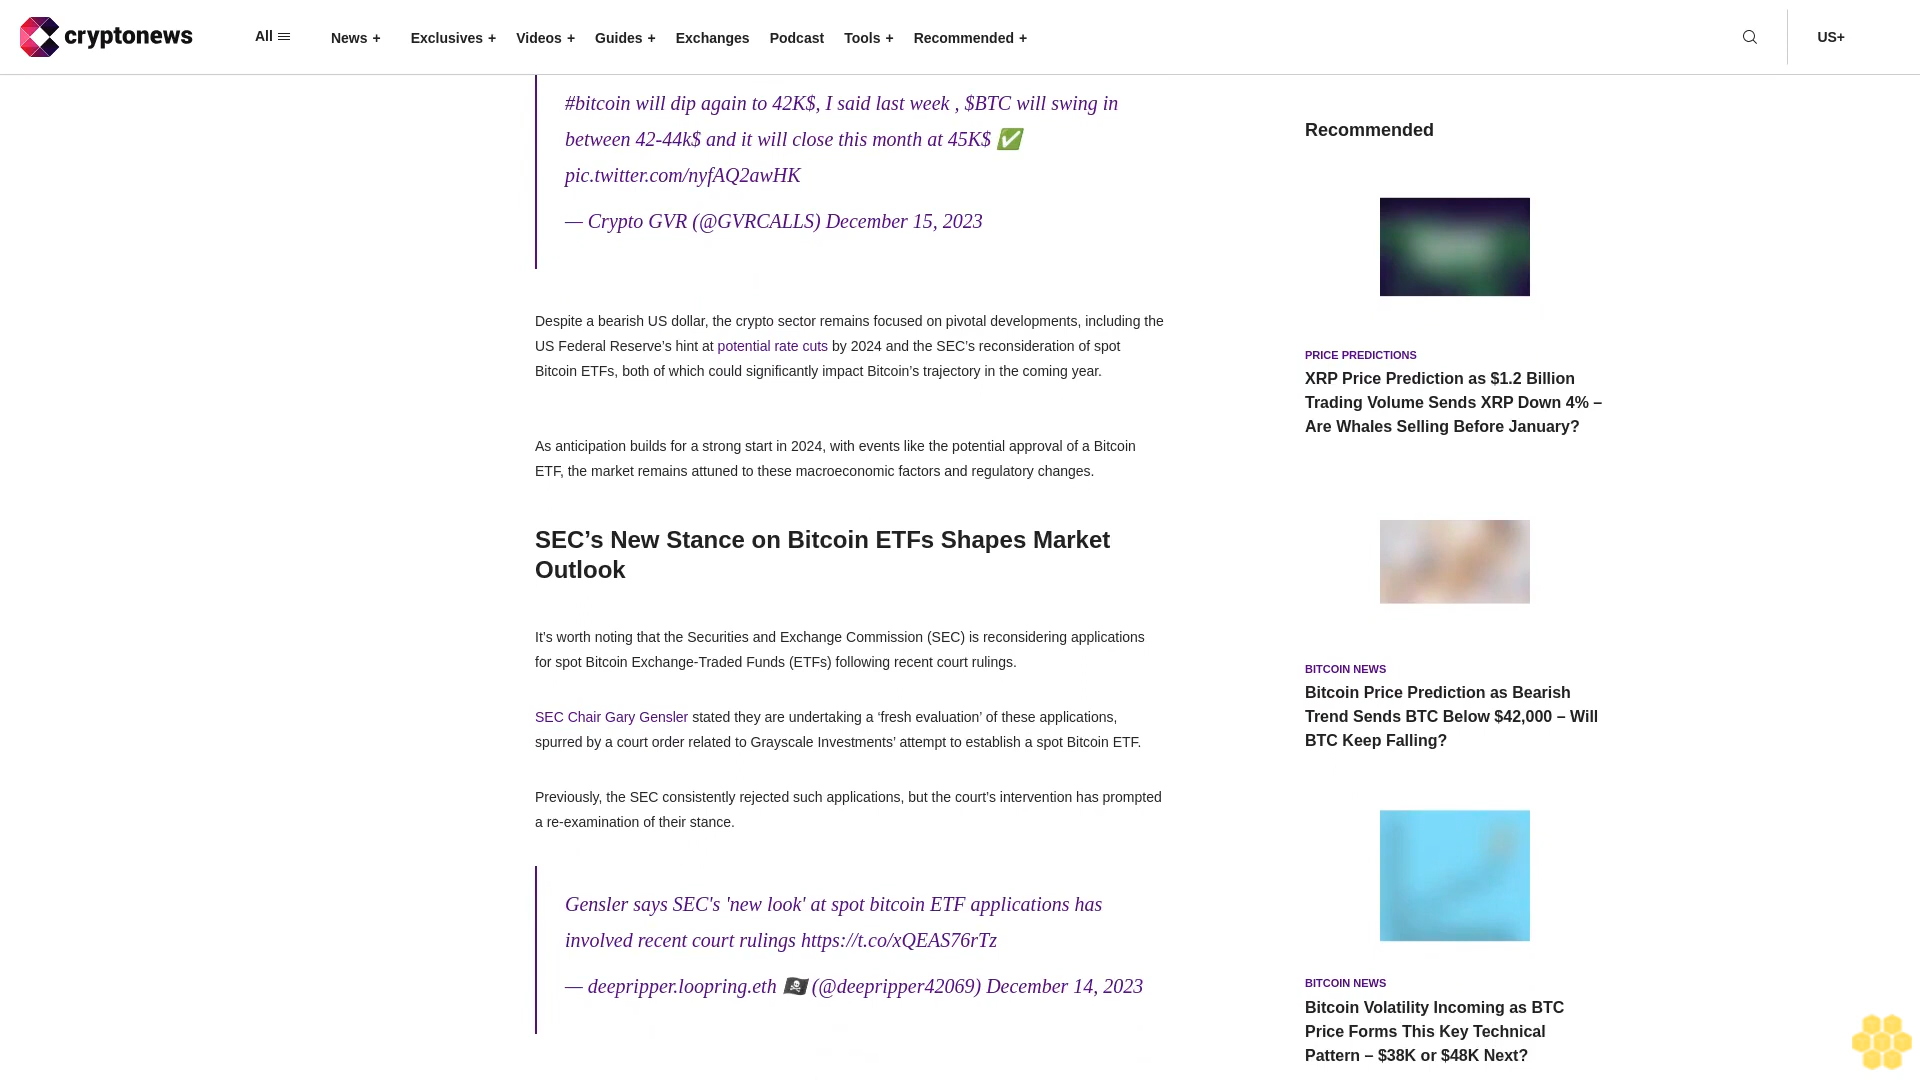 cryptonews
All
News +
Exclusives +
Videos +
Guides +
Exchanges
Podcast
Tools +
Recommended +
US+
#bitcoin will dip again to 42K$, I said last week , $BTC will swing in
between 42-44k$ and it will close this month at 45K$ ✅
pic.twitter.com/nyfAQ2awHK
— Crypto GVR (@GVRCALLS) December 15, 2023
Despite a bearish US dollar, the crypto sector remains focused on pivotal developments, including the
US Federal Reserve’s hint at potential rate cuts by 2024 and the SEC’s reconsideration of spot
Bitcoin ETFs, both of which could significantly impact Bitcoin’s trajectory in the coming year.
As anticipation builds for a strong start in 2024, with events like the potential approval of a Bitcoin
ETF, the market remains attuned to these macroeconomic factors and regulatory changes.
SEC’s New Stance on Bitcoin ETFs Shapes Market
Outlook
It’s worth noting that the Securities and Exchange Commission (SEC) is reconsidering applications
for spot Bitcoin Exchange-Traded Funds (ETFs) following recent court rulings.
SEC Chair Gary Gensler stated they are undertaking a ‘fresh evaluation’ of these applications,
spurred by a court order related to Grayscale Investments’ attempt to establish a spot Bitcoin ETF.
Previously, the SEC consistently rejected such applications, but the court’s intervention has prompted
a re-examination of their stance.
Gensler says SEC's 'new look' at spot bitcoin ETF applications has
involved recent court rulings https://t.co/xQEAS76rTz
— deepripper.loopring.eth 🏴‍☠️ (@deepripper42069) December 14, 2023
Recommended
PRICE PREDICTIONS
XRP Price Prediction as $1.2 Billion
Trading Volume Sends XRP Down 4% –
Are Whales Selling Before January?
BITCOIN NEWS
Bitcoin Price Prediction as Bearish
Trend Sends BTC Below $42,000 – Will
BTC Keep Falling?
BITCOIN NEWS
Bitcoin Volatility Incoming as BTC
Price Forms This Key Technical
Pattern – $38K or $48K Next?